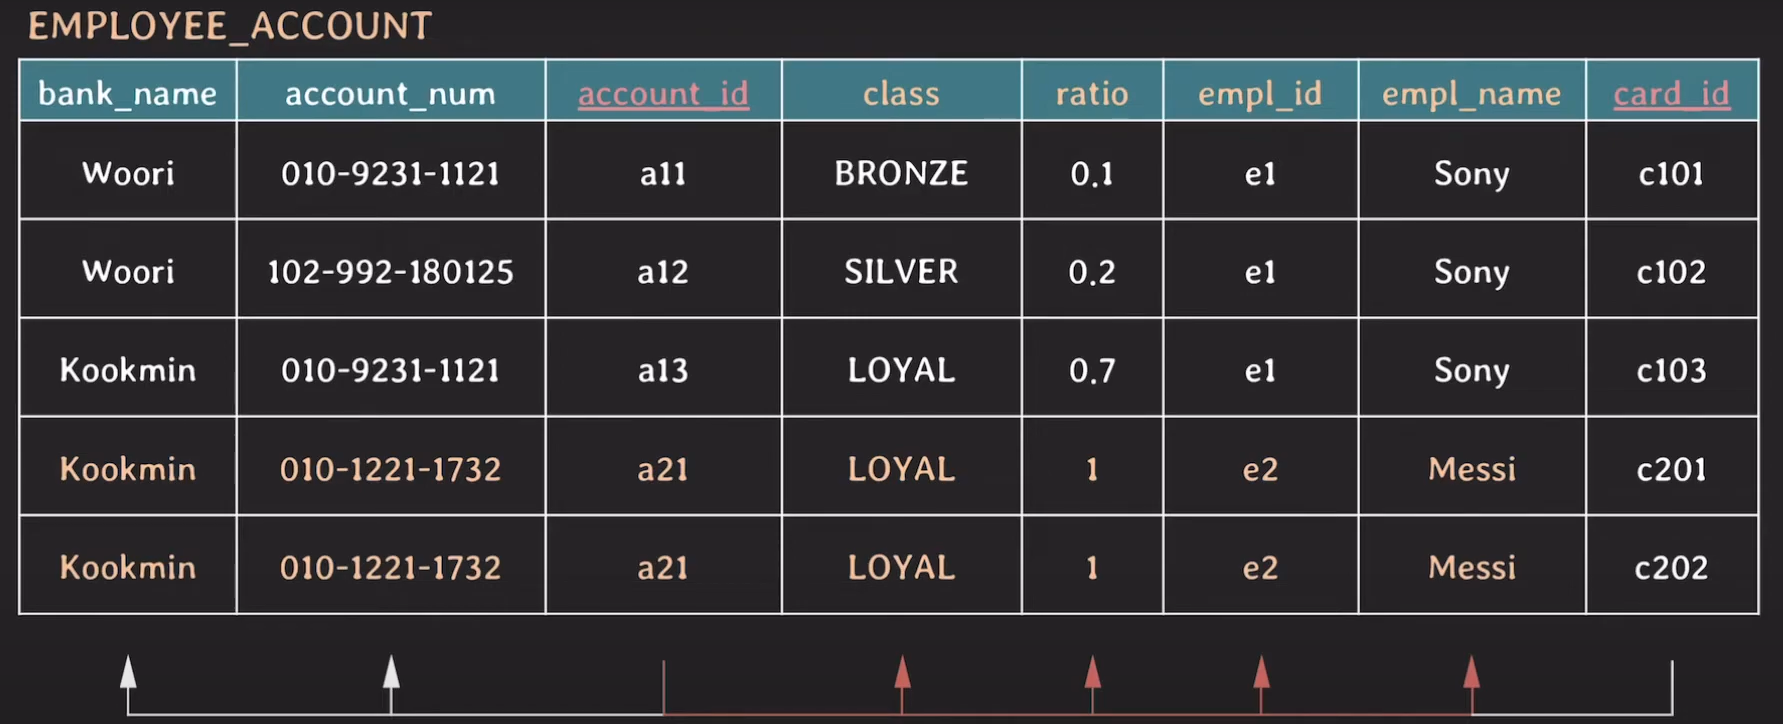 EMPLOYEE_ACCOUNT
bank_name account_num account_id class ratio empl_id empl_name card_id
Woori 010-9231-1121 a11 BRONZE 0.1 e1 Sony c101
Woori 102-992-180125 a12 SILVER 0.2 e1 Sony c102
Kookmin 010-9231-1121 a13 LOYAL 0.7 e1 Sony c103
Kookmin 010-1221-1732 a21 LOYAL 1 e2 Messi c201
Kookmin 010-1221-1732 a21 LOYAL 1 e2 Messi c202